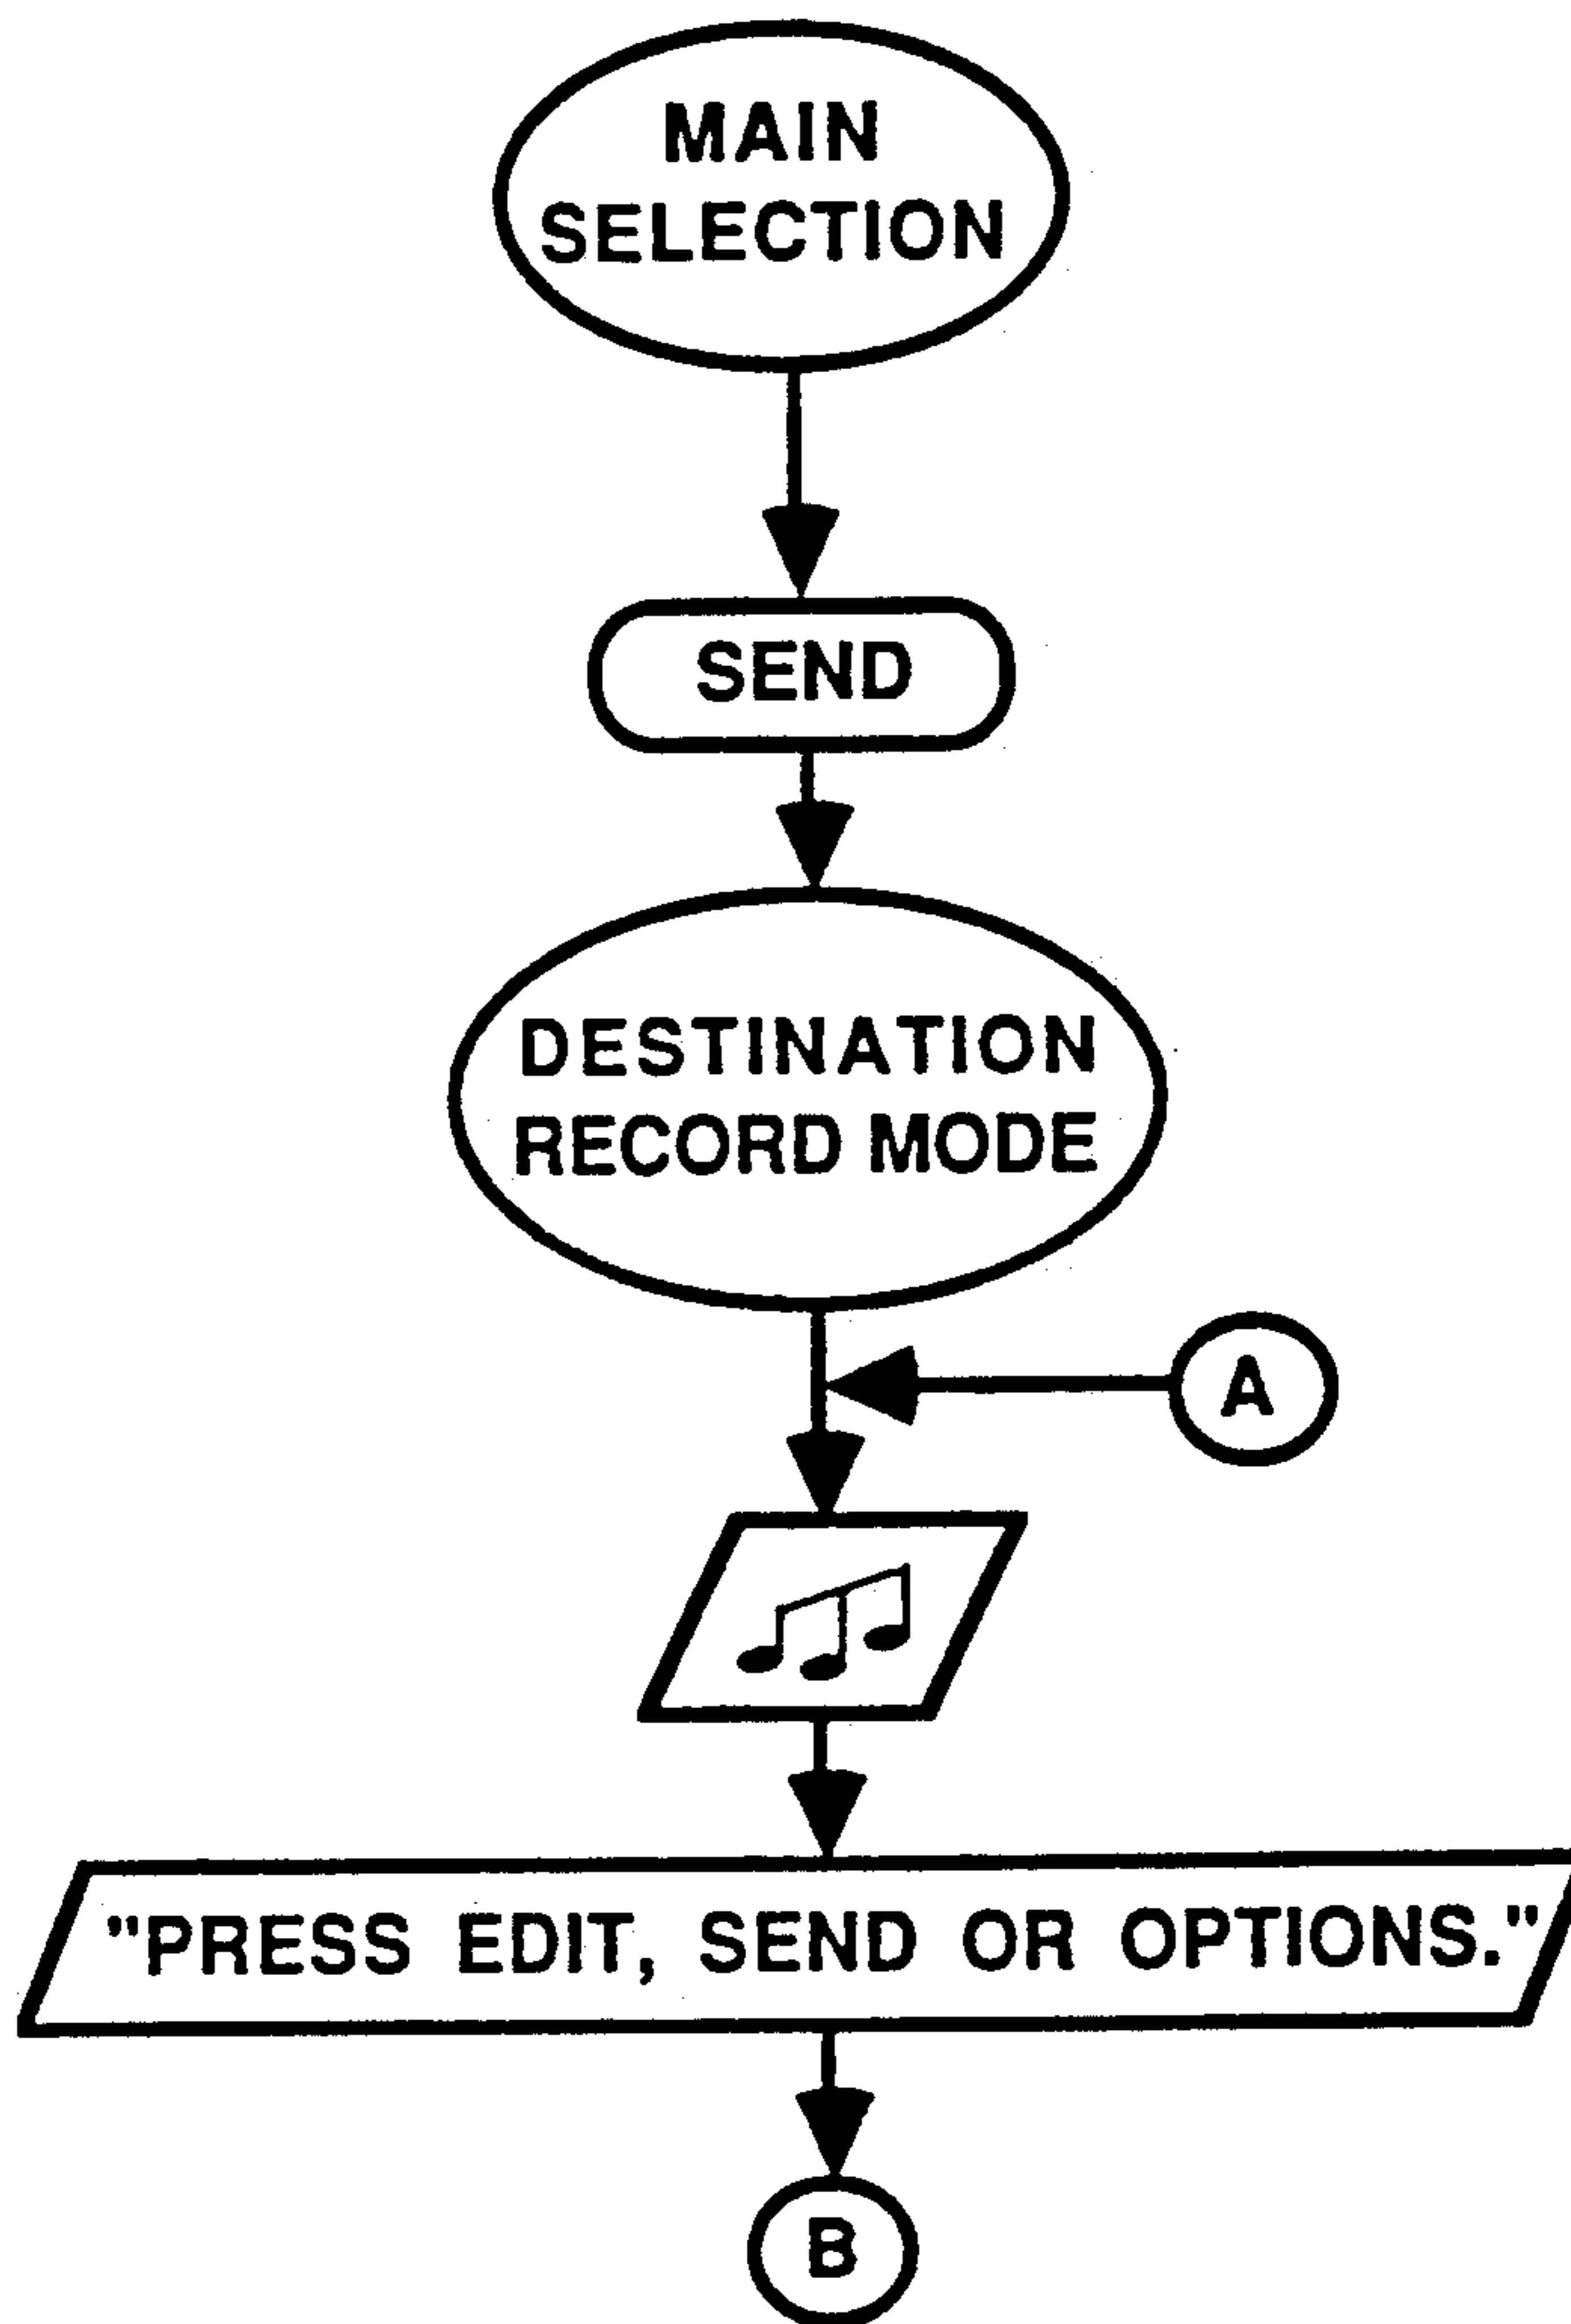 MAIN
SELECTION
SEND
DESTINATION
RECORD MODE
A
"PRESS EDIT, SEND OR OPTIONS."
B